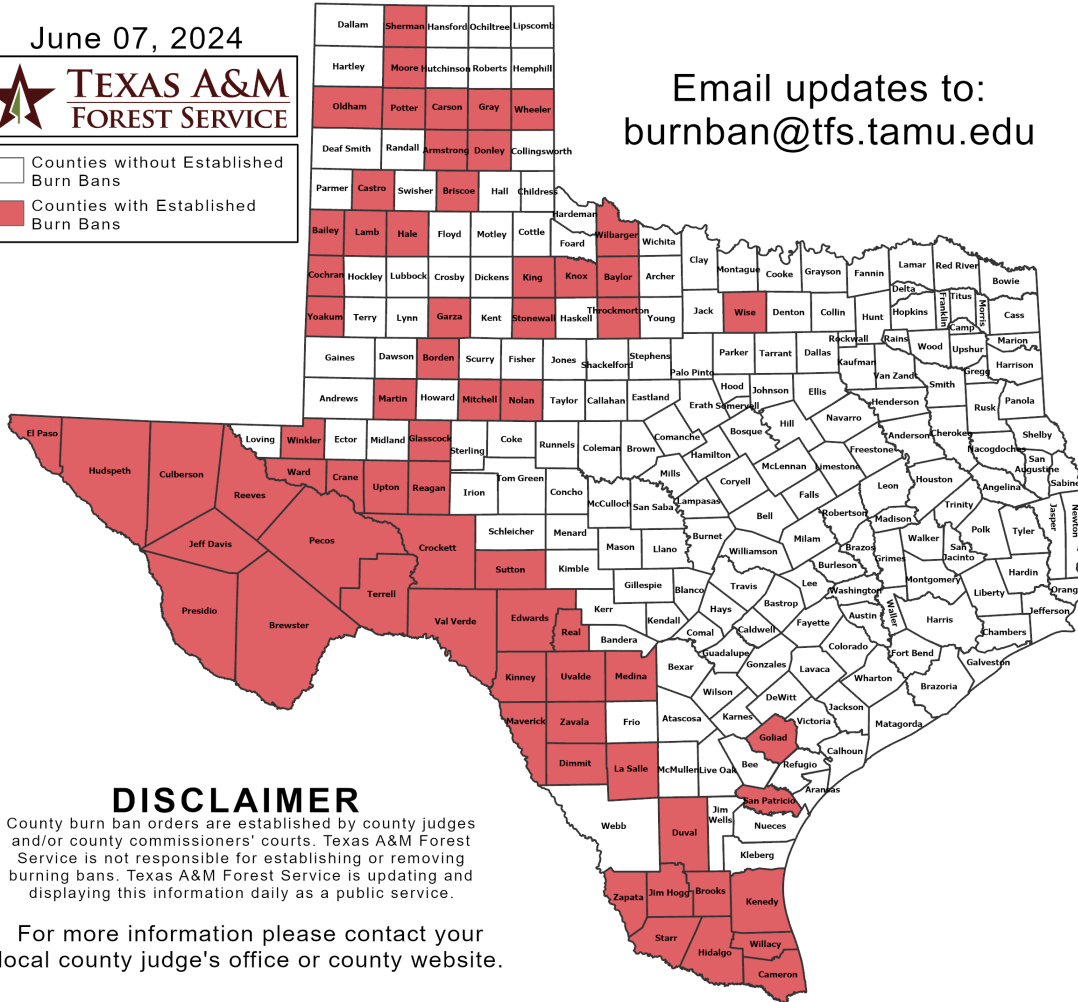 June 07, 2024
TEXAS A&M
FOREST SERVICE
Counties without Established
Burn Bans
Counties with Established
Burn Bans
Email updates to:
burnban@tfs.tamu.edu
Dallam
Sherman
Hansford
Ochiltree
Lipscomb
Hartley
Moore
Hutchinson
Roberts
Hemphill
Oldham
Potter
Carson
Gray
Wheeler
Deaf Smith
Randall
Armstrong
Donley
Collingsworth
Parmer
Castro
Swisher
Briscoe
Hall
Childress
Hardeman
Bailey
Lamb
Hale
Floyd
Motley
Cottle
Foard
Wilbarger
Wichita
Clay
Montague
Cooke
Grayson
Fannin
Lamar
Red River
Bowie
Cochran
Hockley
Lubbock
Crosby
Dickens
King
Knox
Baylor
Archer
Delta
Franklin
Titus
Morris
Cass
Yoakum
Terry
Lynn
Garza
Kent
Stonewall
Haskell
Throckmorton
Young
Jack
Wise
Denton
Collin
Hunt
Hopkins
Camp
Rockwall
Rains
Wood
Upshur
Marion
Gaines
Dawson
Borden
Scurry
Fisher
Jones
Shackelford
Stephens
Palo Pinto
Parker
Tarrant
Dallas
Kaufman
Van Zandt
Gregg
Harrison
Smith
Andrews
Martin
Howard
Mitchell
Nolan
Taylor
Callahan
Eastland
Erath
Hood
Somervell
Johnson
Ellis
Henderson
Rusk
Panola
Navarro
Hill
Bosque
El Paso
Hudspeth
Culberson
Reeves
Loving
Winkler
Ector
Midland
Glasscock
Sterling
Coke
Runnels
Coleman
Brown
Comanche
Hamilton
Mills
McLennan
Limestone
Freestone
Anderson
Cherokee
Nacogdoches
Shelby
San
Augustine
Sabine
Ward
Crane
Upton
Reagan
Irion
Tom Green
Concho
McCulloch
San Saba
Lampasas
Coryell
Falls
Bell
Robertson
Leon
Houston
Angelina
Trinity
Madison
Jasper
Newton
Polk
Tyler
Jeff Davis
Pecos
Crockett
Schleicher
Menard
Mason
Llano
Burnet
Williamson
Milam
Brazos
Grimes
Walker
San
Jacinto
Sutton
Kimble
Gillespie
Blanco
Travis
Lee
Burleson
Washington
Montgomery
Liberty
Hardin
Orang
Jefferson
Presidio
Brewster
Terrell
Val Verde
Edwards
Real
Kerr
Kendall
Bandera
Hays
Comal
Caldwell
Bastrop
Fayette
Austin
Waller
Harris
Chambers
Kinney
Uvalde
Medina
Bexar
Guadalupe
Gonzales
Lavaca
Colorado
Fort Bend
Galveston
Brazoria
Wharton
Maverick
Zavala
Frio
Atascosa
Wilson
Karnes
DeWitt
Victoria
Jackson
Matagorda
Goliad
Calhoun
Dimmit
La Salle
McMullen
Live Oak
Bee
Refugio
Aransas
San Patricio
Webb
Duval
Jim
Wells
Nueces
Kleberg
Zapata
Jim Hogg
Brooks
Kenedy
Starr
Hidalgo
Willacy
Cameron
DISCLAIMER
County burn ban orders are established by county judges
and/or county commissioners' courts. Texas A&M Forest
Service is not responsible for establishing or removing
burning bans. Texas A&M Forest Service is updating and
displaying this information daily as a public service.
For more information please contact your
local county judge's office or county website.